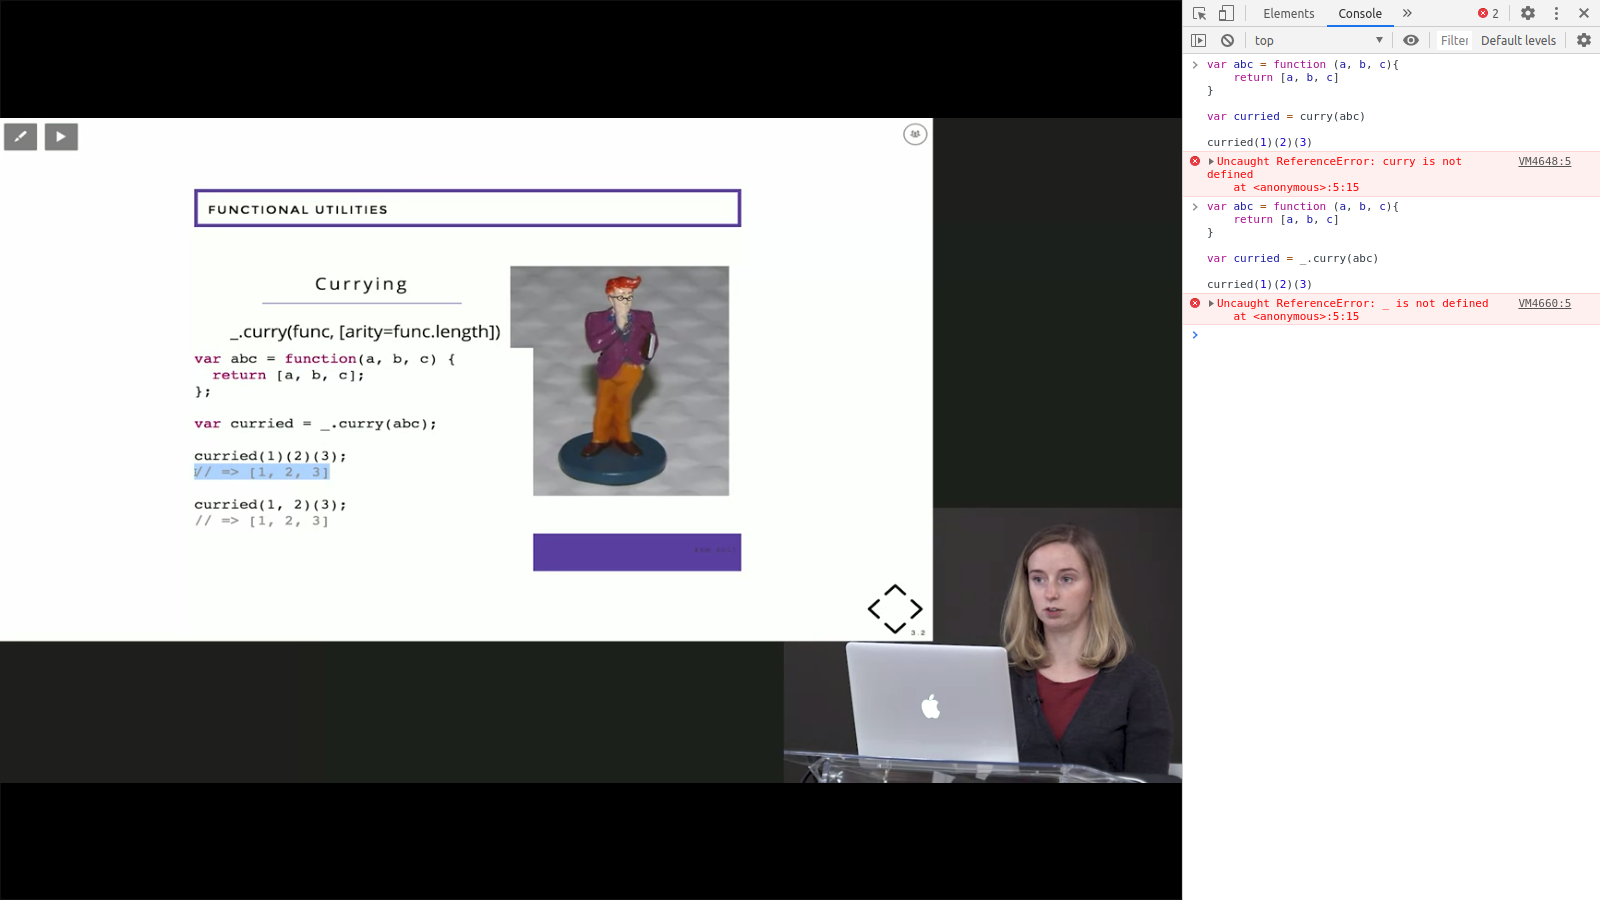 FUNCTIONAL UTILITIES
Currying
_.curry(func, [arity=func.length])
var abc = function(a, b, c) {
  return [a, b, c];
};
var curried = _.curry(abc);
curried(1)(2)(3);
// => [1, 2, 3]
curried(1, 2)(3);
// => [1, 2, 3]
3.2
Elements
Console
2
top
Filter
Default levels
var abc = function (a, b, c){
    return [a, b, c]
}
var curried = curry(abc)
curried(1)(2)(3)
Uncaught ReferenceError: curry is not VM4648:5
defined
    at <anonymous>:5:15
var abc = function (a, b, c){
    return [a, b, c]
}
var curried = _.curry(abc)
curried(1)(2)(3)
Uncaught ReferenceError: _ is not defined VM4660:5
    at <anonymous>:5:15